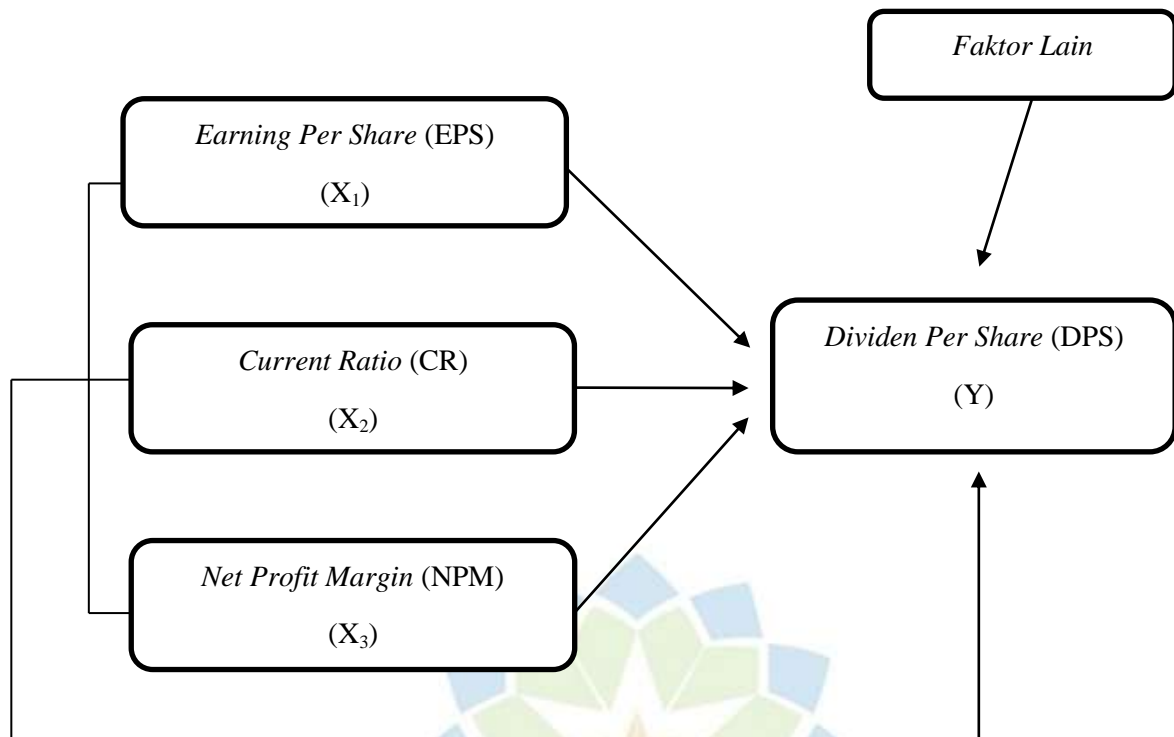 Faktor Lain
Earning Per Share (EPS)
(X₁)
Current Ratio (CR)
(X₂)
Dividen Per Share (DPS)
(Y)
Net Profit Margin (NPM)
(X₃)